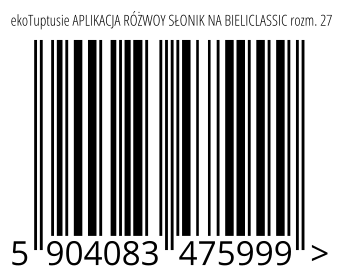 ekoTuptusie APLIKACJA RÓŻWOY SŁONIK NA BIELICLASSIC rozm. 27
5 904083 475999 >